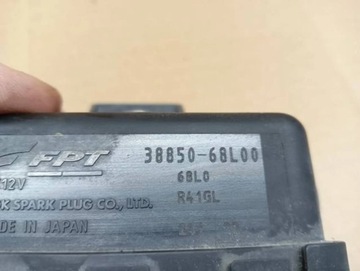 FPT 38850-68L00
12V 68L0
K SPARK PLUG CO., LTD. R41GL
DE IN JAPAN